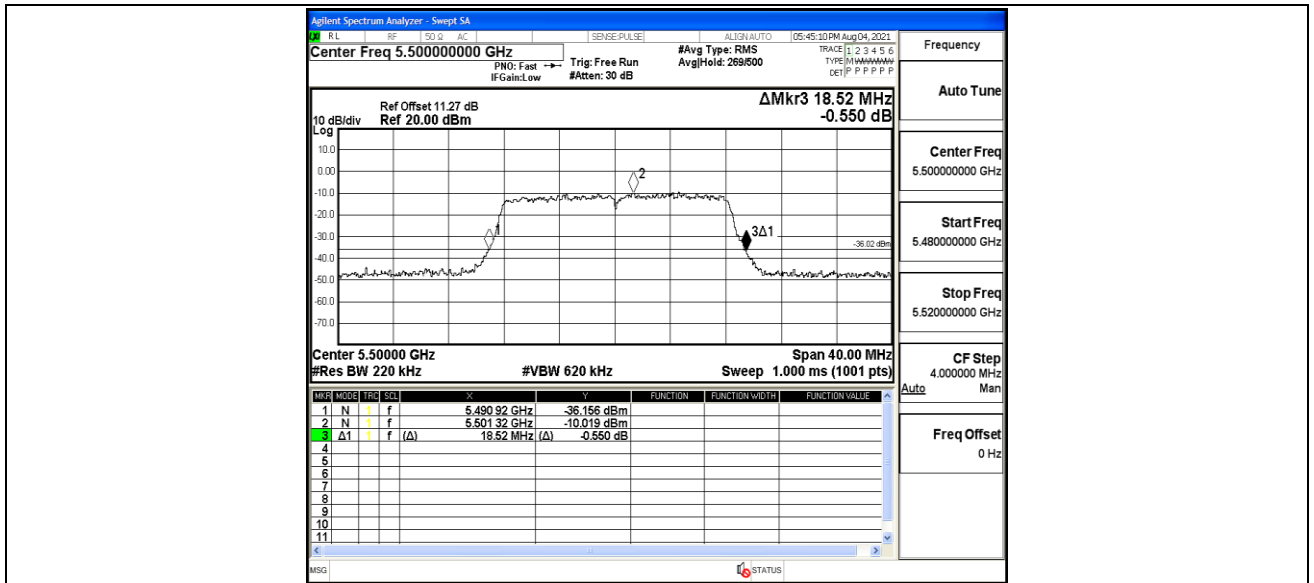 Agilent Spectrum Analyzer - Swept SA
RL RF 50 Ω AC SENSE:PULSE ALIGN AUTO 05:45:10 PM Aug 04, 2021
Center Freq 5.500000000 GHz
PNO: Fast
IFGain:Low
Trig: Free Run
#Atten: 30 dB
#Avg Type: RMS
Avg|Hold: 269/500
TRACE 1 2 3 4 5 6
TYPE M WWWWW
DET P P P P P P
ΔMkr3 18.52 MHz
-0.550 dB
Ref Offset 11.27 dB
10 dB/div Ref 20.00 dBm
Log
10.0
0.00
-10.0
-20.0
-30.0
-40.0
-50.0
-60.0
-70.0
1
2
3Δ1
-36.02 dBm
Center 5.50000 GHz Span 40.00 MHz
#Res BW 220 kHz #VBW 620 kHz Sweep 1.000 ms (1001 pts)
MKR MODE TRC SCL X Y FUNCTION FUNCTION WIDTH FUNCTION VALUE
1 N 1 f 5.490 92 GHz -36.156 dBm
2 N 1 f 5.501 32 GHz -10.019 dBm
3 Δ1 1 f (Δ) 18.52 MHz (Δ) -0.550 dB
4
5
6
7
8
9
10
11
MSG STATUS
Frequency
Auto Tune
Center Freq
5.500000000 GHz
Start Freq
5.480000000 GHz
Stop Freq
5.520000000 GHz
CF Step
4.000000 MHz
Auto Man
Freq Offset
0 Hz